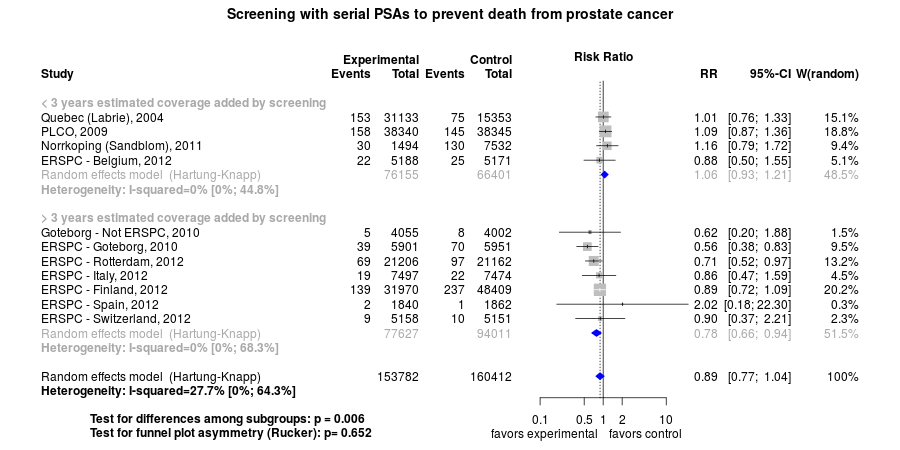 Screening with serial PSAs to prevent death from prostate cancer
Experimental Control Risk Ratio
Study Events Total Events Total RR 95%-CI W(random)
< 3 years estimated coverage added by screening
Quebec (Labrie), 2004 153 31133 75 15353 1.01 [0.76; 1.33] 15.1%
PLCO, 2009 158 38340 145 38345 1.09 [0.87; 1.36] 18.8%
Norrkoping (Sandblom), 2011 30 1494 130 7532 1.16 [0.79; 1.72] 9.4%
ERSPC - Belgium, 2012 22 5188 25 5171 0.88 [0.50; 1.55] 5.1%
Random effects model (Hartung-Knapp) 76155 66401 1.06 [0.93; 1.21] 48.5%
Heterogeneity: I-squared=0% [0%; 44.8%]
> 3 years estimated coverage added by screening
Goteborg - Not ERSPC, 2010 5 4055 8 4002 0.62 [0.20; 1.88] 1.5%
ERSPC - Goteborg, 2010 39 5901 70 5951 0.56 [0.38; 0.83] 9.5%
ERSPC - Rotterdam, 2012 69 21206 97 21162 0.71 [0.52; 0.97] 13.2%
ERSPC - Italy, 2012 19 7497 22 7474 0.86 [0.47; 1.59] 4.5%
ERSPC - Finland, 2012 139 31970 237 48409 0.89 [0.72; 1.09] 20.2%
ERSPC - Spain, 2012 2 1840 1 1862 2.02 [0.18; 22.30] 0.3%
ERSPC - Switzerland, 2012 9 5158 10 5151 0.90 [0.37; 2.21] 2.3%
Random effects model (Hartung-Knapp) 77627 94011 0.78 [0.66; 0.94] 51.5%
Heterogeneity: I-squared=0% [0%; 68.3%]
Random effects model (Hartung-Knapp) 153782 160412 0.89 [0.77; 1.04] 100%
Heterogeneity: I-squared=27.7% [0%; 64.3%]
0.1 0.5 1 2 10
Test for differences among subgroups: p = 0.006
Test for funnel plot asymmetry (Rucker): p= 0.652
favors experimental favors control